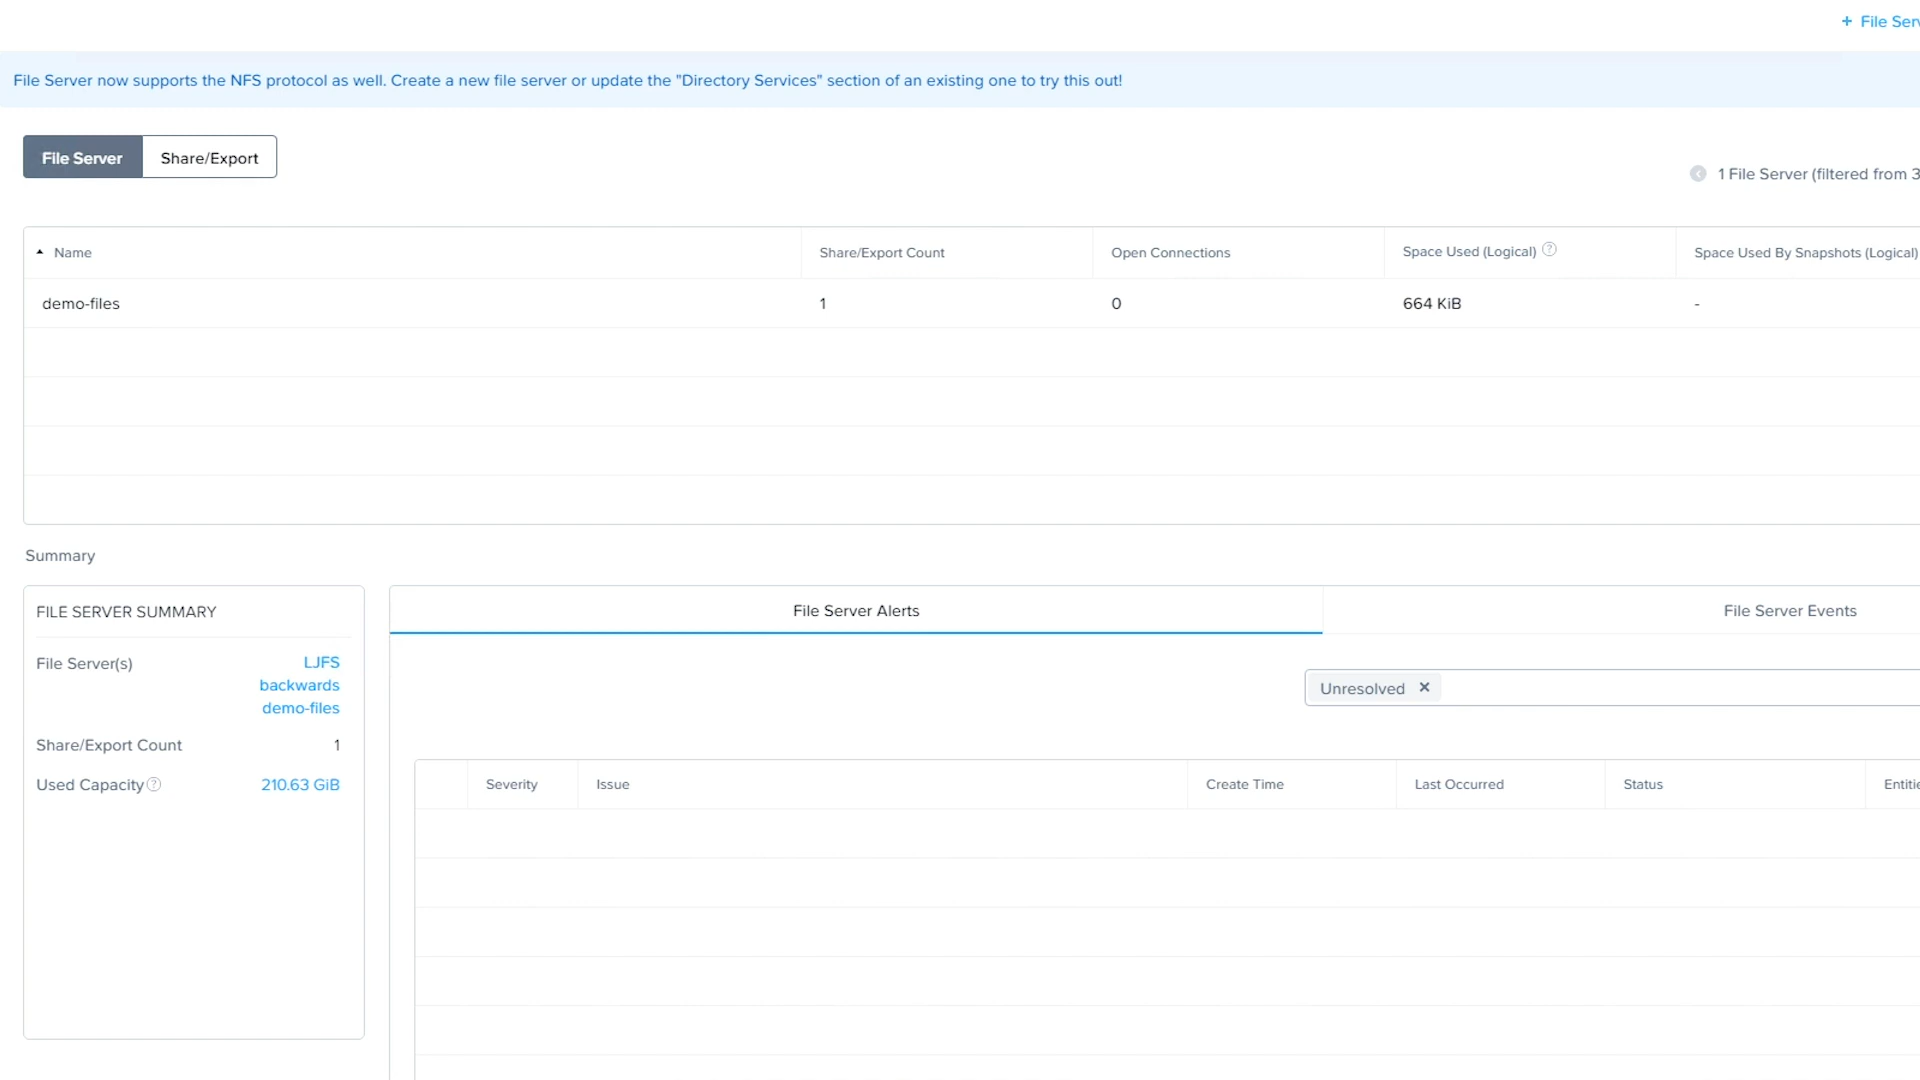 + File Serv
File Server now supports the NFS protocol as well. Create a new file server or update the "Directory Services" section of an existing one to try this out!
File Server Share/Export
1 File Server (filtered from 3
Name Share/Export Count Open Connections Space Used (Logical) ? Space Used By Snapshots (Logical)
demo-files 1 0 664 KiB -
Summary
FILE SERVER SUMMARY
File Server(s) LJFS
backwards
demo-files
Share/Export Count 1
Used Capacity ? 210.63 GiB
File Server Alerts File Server Events
Unresolved ×
Severity Issue Create Time Last Occurred Status Entitie